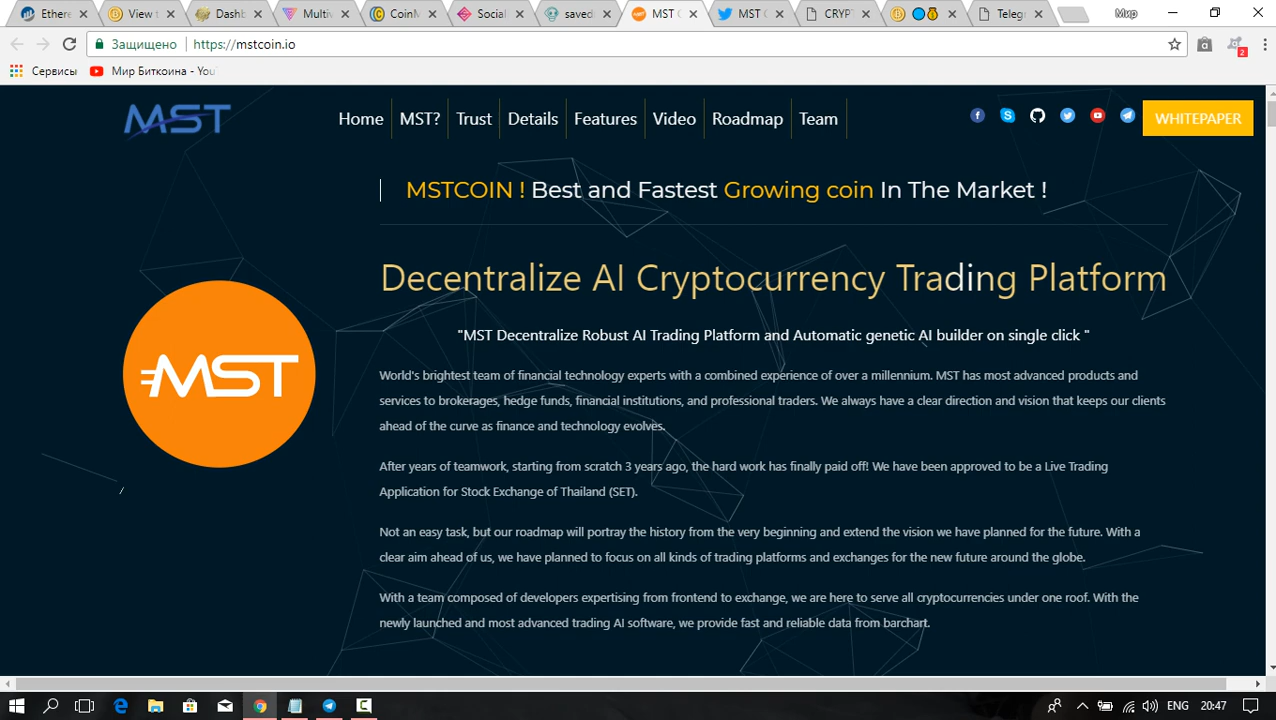 Ethere
View t
Dashb
Multiv
CoinM
Social
saveda
MST C
MST C
CRYPT
Telegr
Мир
Защищено
https://mstcoin.io
2
Сервисы
Мир Биткоина - You
MST
Home
MST?
Trust
Details
Features
Video
Roadmap
Team
WHITEPAPER
MSTCOIN ! Best and Fastest Growing coin In The Market !
Decentralize AI Cryptocurrency Trading Platform
"MST Decentralize Robust AI Trading Platform and Automatic genetic AI builder on single click "
World's brightest team of financial technology experts with a combined experience of over a millennium. MST has most advanced products and
services to brokerages, hedge funds, financial institutions, and professional traders. We always have a clear direction and vision that keeps our clients
ahead of the curve as finance and technology evolves.
MST
After years of teamwork, starting from scratch 3 years ago, the hard work has finally paid off! We have been approved to be a Live Trading
Application for Stock Exchange of Thailand (SET).
Not an easy task, but our roadmap will portray the history from the very beginning and extend the vision we have planned for the future. With a
clear aim ahead of us, we have planned to focus on all kinds of trading platforms and exchanges for the new future around the globe.
With a team composed of developers expertising from frontend to exchange, we are here to serve all cryptocurrencies under one roof. With the
newly launched and most advanced trading AI software, we provide fast and reliable data from barchart.
ENG
20:47